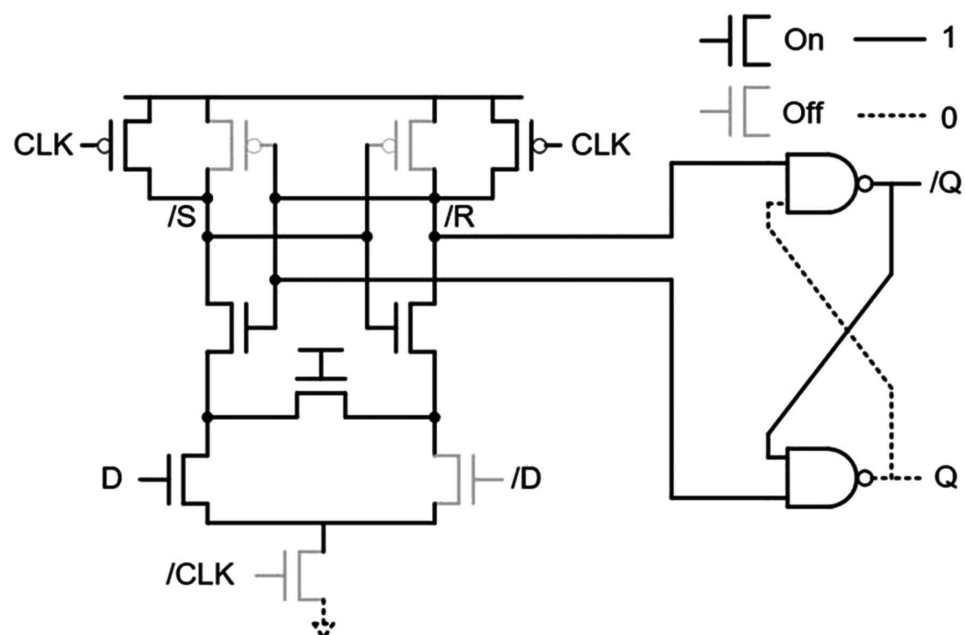 On 1
Off 0
CLK CLK
/S /R
/Q
D /D
Q
/CLK